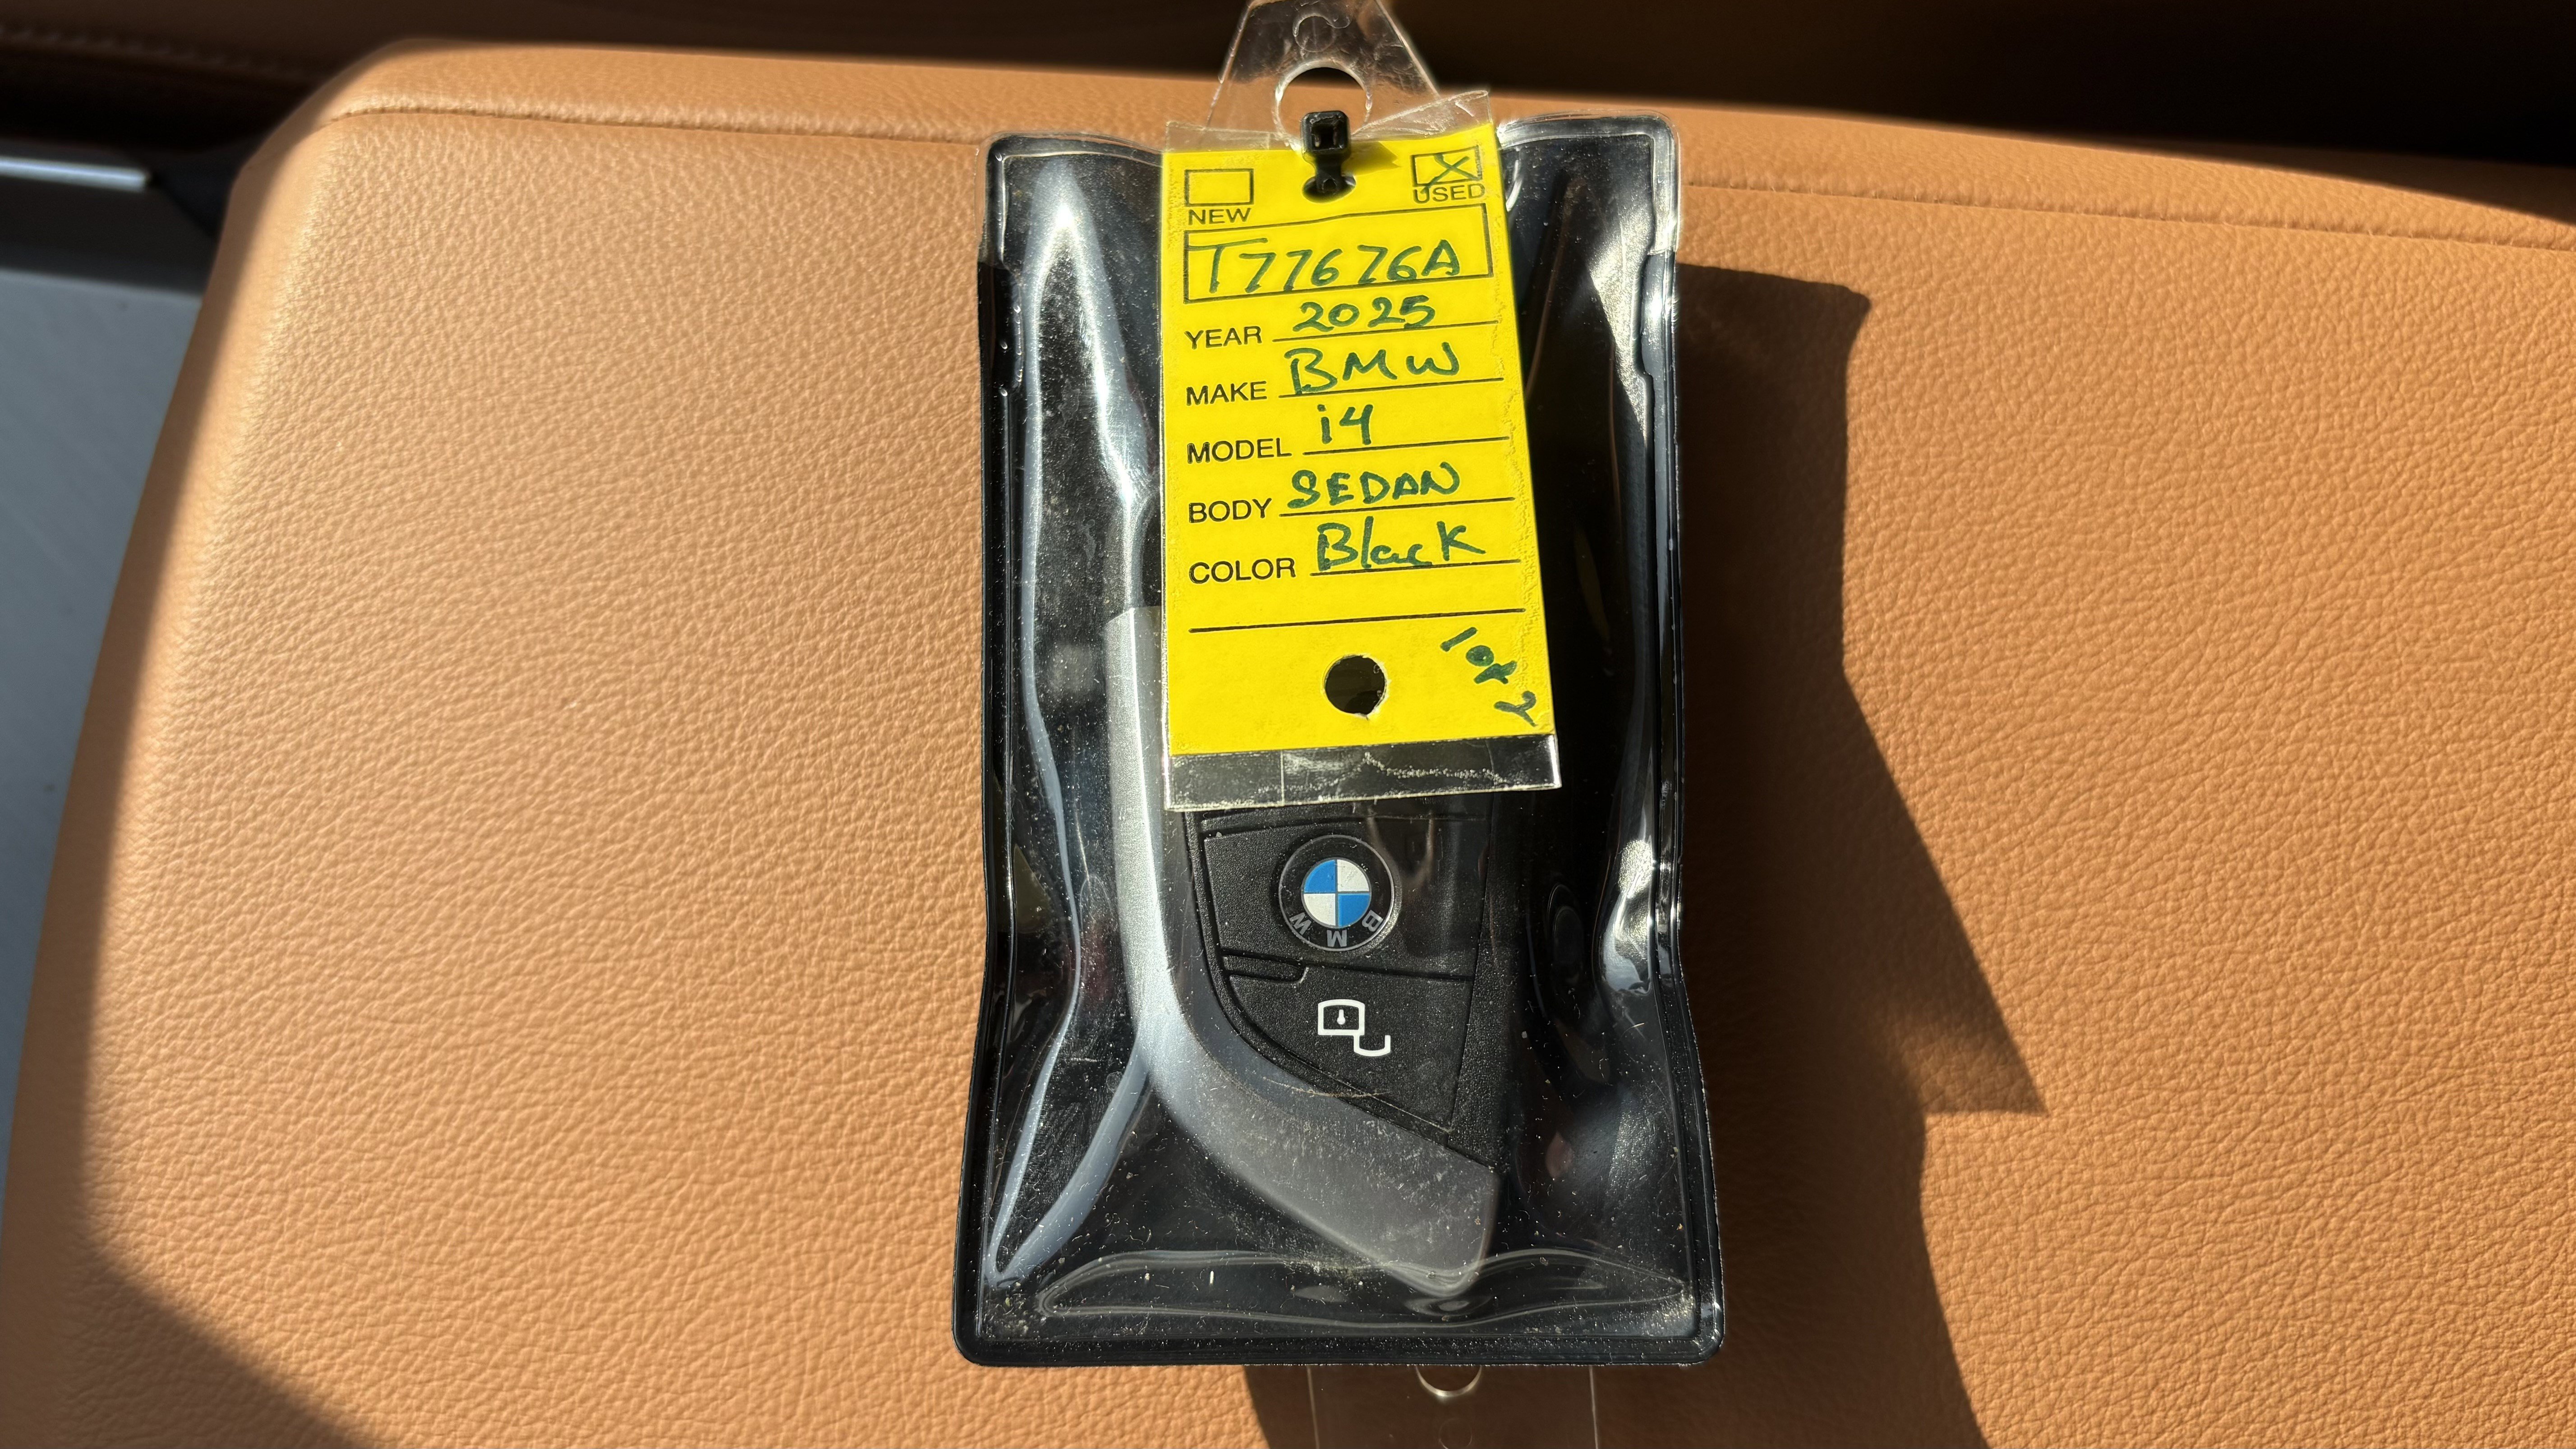 NEW
USED
T77676A
YEAR 2025
MAKE BMW
MODEL i4
BODY SEDAN
COLOR Black
1 of 2
BMW